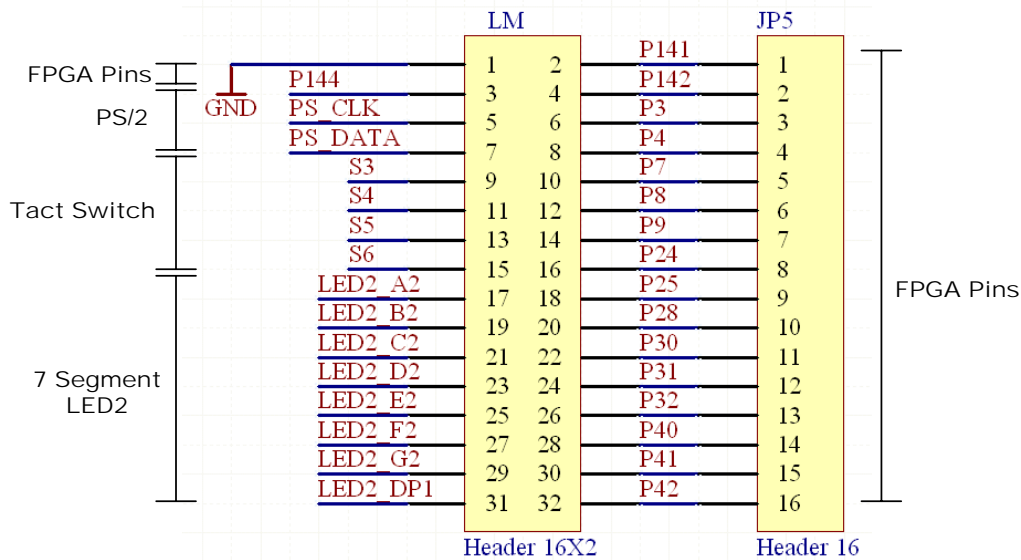 LM JP5
P141
1 2 1
FPGA Pins P144 P142
3 4 2
GND PS_CLK P3
PS/2 5 6 3
PS_DATA P4
7 8 4
S3 P7
9 10 5
S4 P8
Tact Switch 11 12 6
S5 P9
13 14 7
S6 P24
15 16 8
LED2_A2 P25
17 18 9 FPGA Pins
LED2_B2 P28
19 20 10
LED2_C2 P30
21 22 11
7 Segment LED2_D2 P31
23 24 12
LED2 LED2_E2 P32
25 26 13
LED2_F2 P40
27 28 14
LED2_G2 P41
29 30 15
LED2_DP1 P42
31 32 16
Header 16X2 Header 16